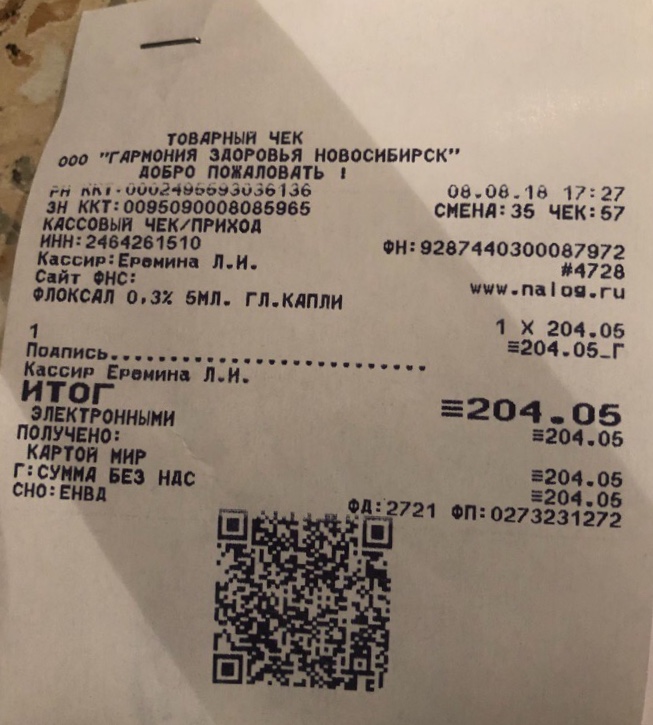 ТОВАРНЫЙ ЧЕК
ООО "ГАРМОНИЯ ЗДОРОВЬЯ НОВОСИБИРСК"
ДОБРО ПОЖАЛОВАТЬ !
РН ККТ:0002495593036136 08.08.18 17:27
ЗН ККТ:0095090008085965 СМЕНА:35 ЧЕК:57
КАССОВЫЙ ЧЕК/ПРИХОД
ИНН:2464261510 ФН:9287440300087972
Кассир:Еремина Л.И. #4728
Сайт ФНС: www.nalog.ru
ФЛОКСАЛ 0,3% 5МЛ. ГЛ.КАПЛИ
1 1 X 204.05
≡204.05_Г
Подпись..............................
Кассир Еремина Л.И.
ИТОГ ≡204.05
ЭЛЕКТРОННЫМИ ≡204.05
ПОЛУЧЕНО:
КАРТОЙ МИР ≡204.05
Г:СУММА БЕЗ НДС ≡204.05
СНО:ЕНВД ФД:2721 ФП:0273231272